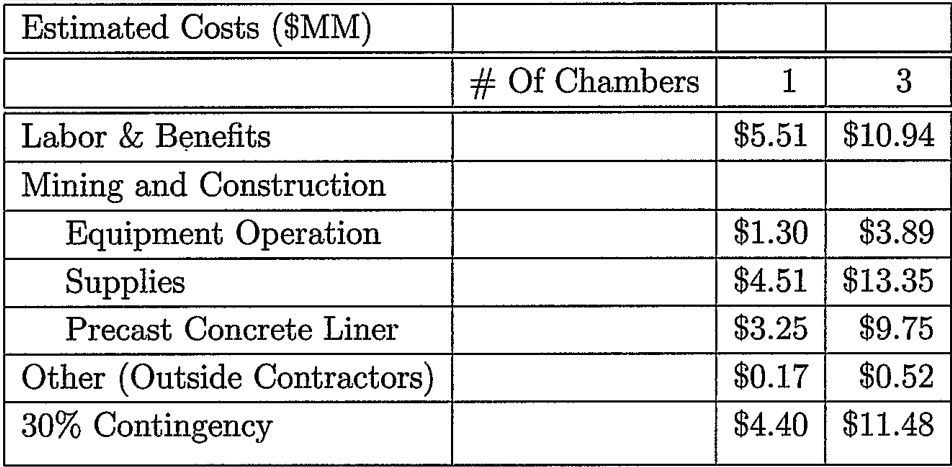 Estimated Costs ($MM)
# Of Chambers 1 3
Labor & Benefits $5.51 $10.94
Mining and Construction
Equipment Operation $1.30 $3.89
Supplies $4.51 $13.35
Precast Concrete Liner $3.25 $9.75
Other (Outside Contractors) $0.17 $0.52
30% Contingency $4.40 $11.48